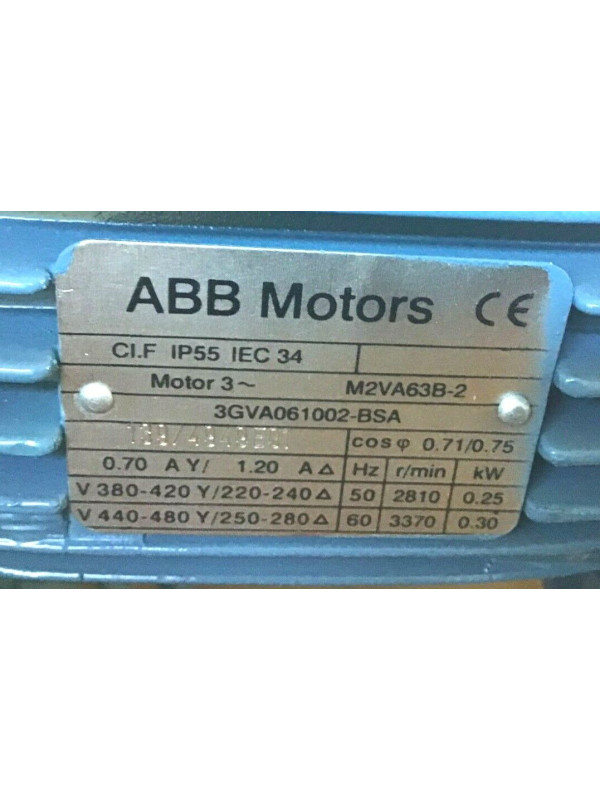 ABB Motors CE
Cl.F IP55 IEC 34
Motor 3~ M2VA63B-2
3GVA061002-BSA
cos φ 0.71/0.75
0.70 A Y/ 1.20 A Δ Hz r/min kW
V 380-420 Y/220-240 Δ 50 2810 0.25
V 440-480 Y/250-280 Δ 60 3370 0.30